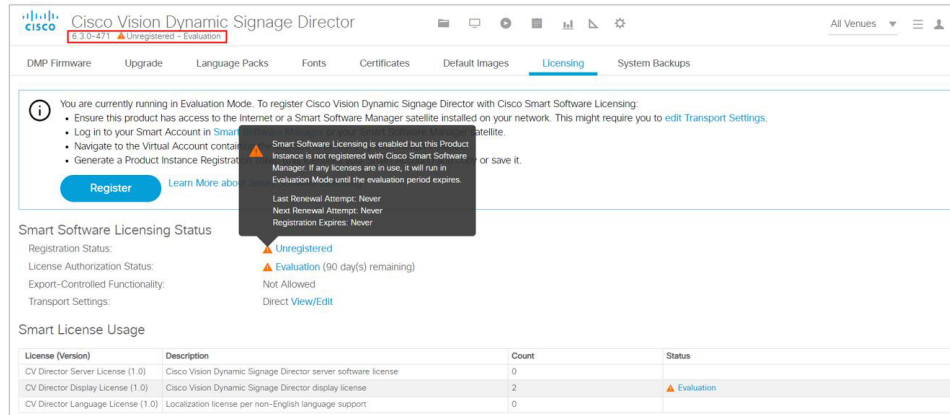 CISCO
Cisco Vision Dynamic Signage Director
6.3.0-471 Unregistered - Evaluation
All Venues
DMP Firmware Upgrade Language Packs Fonts Certificates Default Images Licensing System Backups
You are currently running in Evaluation Mode. To register Cisco Vision Dynamic Signage Director with Cisco Smart Software Licensing:
• Ensure this product has access to the Internet or a Smart Software Manager satellite installed on your network. This might require you to edit Transport Settings.
• Log in to your Smart Account in Smart Software Manager or your Smart Software Manager satellite.
• Navigate to the Virtual Account containing
• Generate a Product Instance Registration or save it.
Register Learn More about
Smart Software Licensing is enabled but this Product
Instance is not registered with Cisco Smart Software
Manager. If any licenses are in use, it will run in
Evaluation Mode until the evaluation period expires.
Last Renewal Attempt: Never
Next Renewal Attempt: Never
Registration Expires: Never
Smart Software Licensing Status
Registration Status: Unregistered
License Authorization Status: Evaluation (90 day(s) remaining)
Export-Controlled Functionality: Not Allowed
Transport Settings: Direct View/Edit
Smart License Usage
License (Version) Description Count Status
CV Director Server License (1.0) Cisco Vision Dynamic Signage Director server software license 0
CV Director Display License (1.0) Cisco Vision Dynamic Signage Director display license 2 Evaluation
CV Director Language License (1.0) Localization license per non-English language support 0